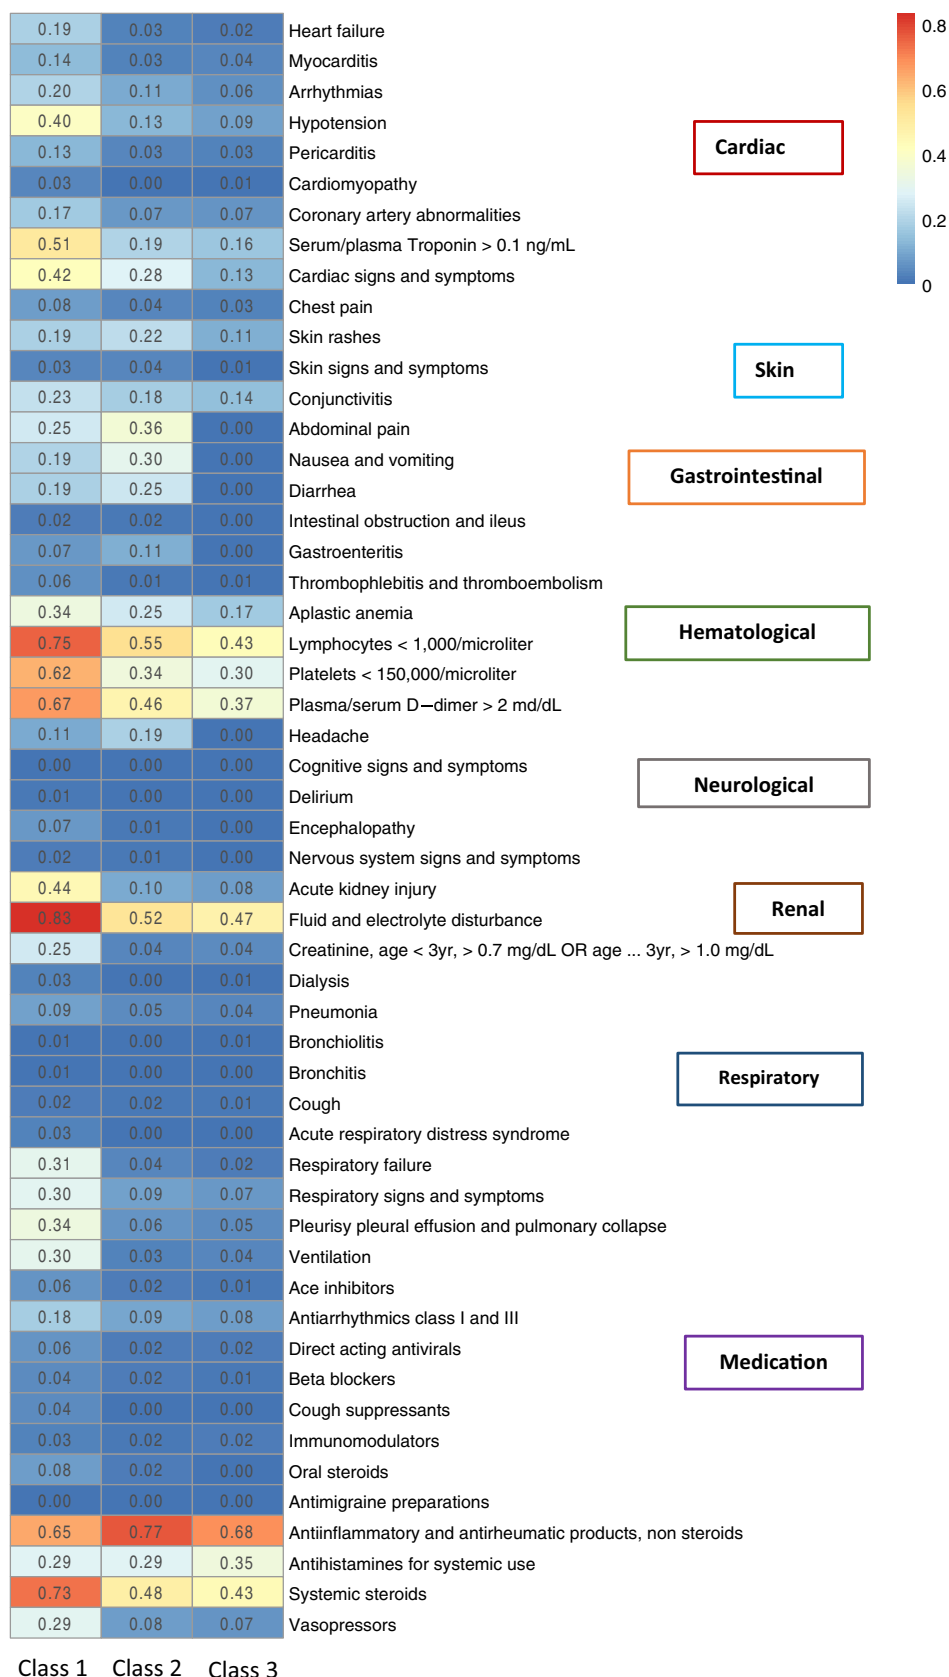 0.19 0.03 0.02 Heart failure 0.8
0.14 0.03 0.04 Myocarditis
0.20 0.11 0.06 Arrhythmias 0.6
0.40 0.13 0.09 Hypotension
Cardiac
0.13 0.03 0.03 Pericarditis 0.4
0.03 0.00 0.01 Cardiomyopathy
0.17 0.07 0.07 Coronary artery abnormalities 0.2
0.51 0.19 0.16 Serum/plasma Troponin > 0.1 ng/mL
0.42 0.28 0.13 Cardiac signs and symptoms 0
0.08 0.04 0.03 Chest pain
0.19 0.22 0.11 Skin rashes
0.03 0.04 0.01 Skin signs and symptoms Skin
0.23 0.18 0.14 Conjunctivitis
0.25 0.36 0.00 Abdominal pain
0.19 0.30 0.00 Nausea and vomiting
Gastrointestinal
0.19 0.25 0.00 Diarrhea
0.02 0.02 0.00 Intestinal obstruction and ileus
0.07 0.11 0.00 Gastroenteritis
0.06 0.01 0.01 Thrombophlebitis and thromboembolism
0.34 0.25 0.17 Aplastic anemia
Hematological
0.75 0.55 0.43 Lymphocytes < 1,000/microliter
0.62 0.34 0.30 Platelets < 150,000/microliter
0.67 0.46 0.37 Plasma/serum D−dimer > 2 md/dL
0.11 0.19 0.00 Headache
0.00 0.00 0.00 Cognitive signs and symptoms
Neurological
0.01 0.00 0.00 Delirium
0.07 0.01 0.00 Encephalopathy
0.02 0.01 0.00 Nervous system signs and symptoms
0.44 0.10 0.08 Acute kidney injury
Renal
0.83 0.52 0.47 Fluid and electrolyte disturbance
0.25 0.04 0.04 Creatinine, age < 3yr, > 0.7 mg/dL OR age ... 3yr, > 1.0 mg/dL
0.03 0.00 0.01 Dialysis
0.09 0.05 0.04 Pneumonia
0.01 0.00 0.01 Bronchiolitis
0.01 0.00 0.00 Bronchitis Respiratory
0.02 0.02 0.01 Cough
0.03 0.00 0.00 Acute respiratory distress syndrome
0.31 0.04 0.02 Respiratory failure
0.30 0.09 0.07 Respiratory signs and symptoms
0.34 0.06 0.05 Pleurisy pleural effusion and pulmonary collapse
0.30 0.03 0.04 Ventilation
0.06 0.02 0.01 Ace inhibitors
0.18 0.09 0.08 Antiarrhythmics class I and III
0.06 0.02 0.02 Direct acting antivirals
Medication
0.04 0.02 0.01 Beta blockers
0.04 0.00 0.00 Cough suppressants
0.03 0.02 0.02 Immunomodulators
0.08 0.02 0.00 Oral steroids
0.00 0.00 0.00 Antimigraine preparations
0.65 0.77 0.68 Antiinflammatory and antirheumatic products, non steroids
0.29 0.29 0.35 Antihistamines for systemic use
0.73 0.48 0.43 Systemic steroids
0.29 0.08 0.07 Vasopressors
Class 1 Class 2 Class 3